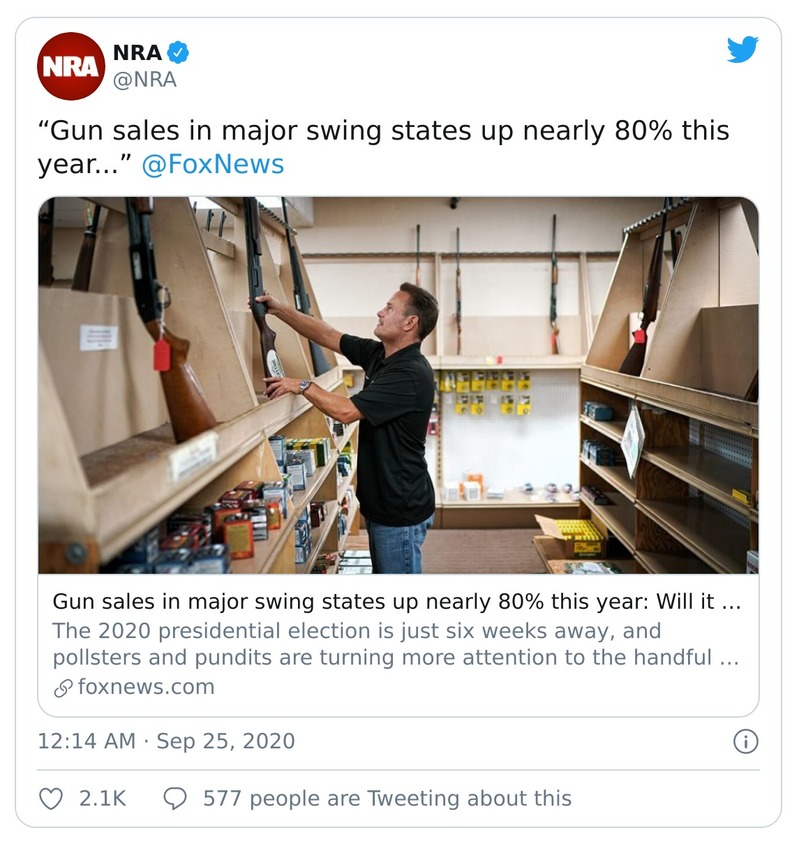 NRA
NRA
@NRA
“Gun sales in major swing states up nearly 80% this
year...” @FoxNews
Gun sales in major swing states up nearly 80% this year: Will it ...
The 2020 presidential election is just six weeks away, and
pollsters and pundits are turning more attention to the handful ...
foxnews.com
12:14 AM · Sep 25, 2020
2.1K
577 people are Tweeting about this